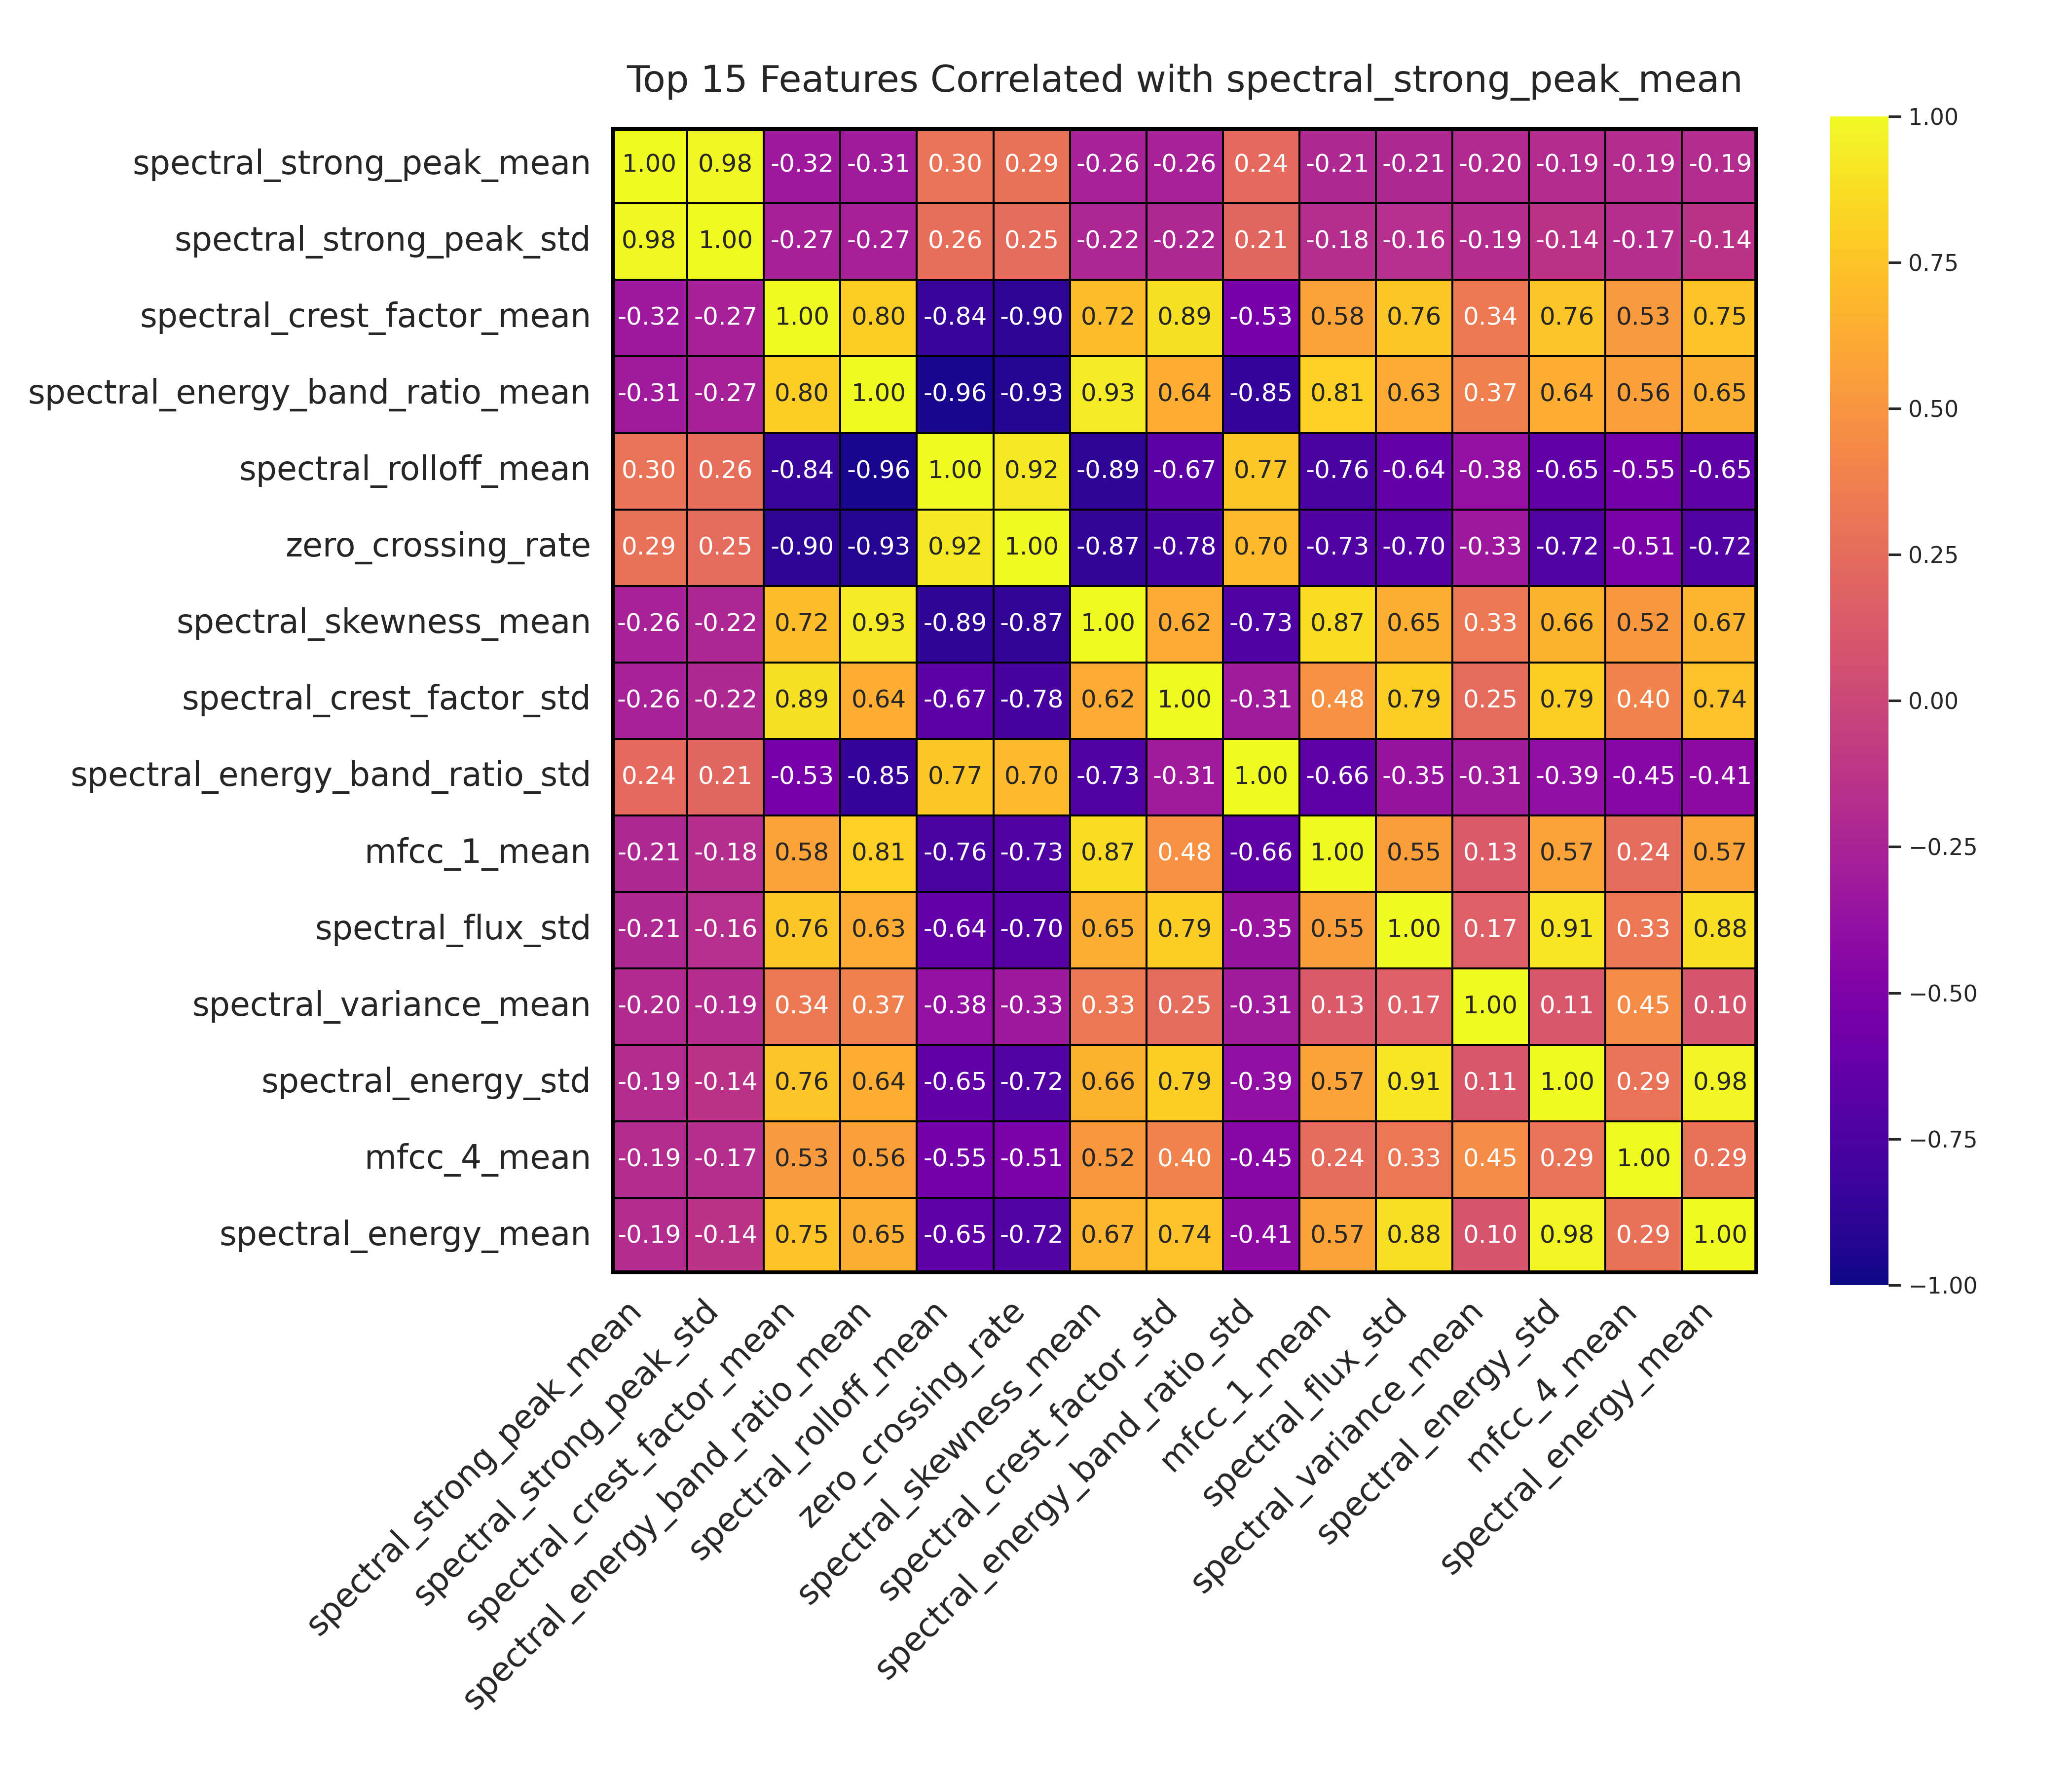 Top 15 Features Correlated with spectral_strong_peak_mean
spectral_strong_peak_mean 1.00 0.98 -0.32 -0.31 0.30 0.29 -0.26 -0.26 0.24 -0.21 -0.21 -0.20 -0.19 -0.19 -0.19
spectral_strong_peak_std 0.98 1.00 -0.27 -0.27 0.26 0.25 -0.22 -0.22 0.21 -0.18 -0.16 -0.19 -0.14 -0.17 -0.14
spectral_crest_factor_mean -0.32 -0.27 1.00 0.80 -0.84 -0.90 0.72 0.89 -0.53 0.58 0.76 0.34 0.76 0.53 0.75
spectral_energy_band_ratio_mean -0.31 -0.27 0.80 1.00 -0.96 -0.93 0.93 0.64 -0.85 0.81 0.63 0.37 0.64 0.56 0.65
spectral_rolloff_mean 0.30 0.26 -0.84 -0.96 1.00 0.92 -0.89 -0.67 0.77 -0.76 -0.64 -0.38 -0.65 -0.55 -0.65
zero_crossing_rate 0.29 0.25 -0.90 -0.93 0.92 1.00 -0.87 -0.78 0.70 -0.73 -0.70 -0.33 -0.72 -0.51 -0.72
spectral_skewness_mean -0.26 -0.22 0.72 0.93 -0.89 -0.87 1.00 0.62 -0.73 0.87 0.65 0.33 0.66 0.52 0.67
spectral_crest_factor_std -0.26 -0.22 0.89 0.64 -0.67 -0.78 0.62 1.00 -0.31 0.48 0.79 0.25 0.79 0.40 0.74
spectral_energy_band_ratio_std 0.24 0.21 -0.53 -0.85 0.77 0.70 -0.73 -0.31 1.00 -0.66 -0.35 -0.31 -0.39 -0.45 -0.41
mfcc_1_mean -0.21 -0.18 0.58 0.81 -0.76 -0.73 0.87 0.48 -0.66 1.00 0.55 0.13 0.57 0.24 0.57
spectral_flux_std -0.21 -0.16 0.76 0.63 -0.64 -0.70 0.65 0.79 -0.35 0.55 1.00 0.17 0.91 0.33 0.88
spectral_variance_mean -0.20 -0.19 0.34 0.37 -0.38 -0.33 0.33 0.25 -0.31 0.13 0.17 1.00 0.11 0.45 0.10
spectral_energy_std -0.19 -0.14 0.76 0.64 -0.65 -0.72 0.66 0.79 -0.39 0.57 0.91 0.11 1.00 0.29 0.98
mfcc_4_mean -0.19 -0.17 0.53 0.56 -0.55 -0.51 0.52 0.40 -0.45 0.24 0.33 0.45 0.29 1.00 0.29
spectral_energy_mean -0.19 -0.14 0.75 0.65 -0.65 -0.72 0.67 0.74 -0.41 0.57 0.88 0.10 0.98 0.29 1.00
spectral_strong_peak_mean
spectral_strong_peak_std
spectral_crest_factor_mean
spectral_energy_band_ratio_mean
spectral_rolloff_mean
zero_crossing_rate
spectral_skewness_mean
spectral_crest_factor_std
spectral_energy_band_ratio_std
mfcc_1_mean
spectral_flux_std
spectral_variance_mean
spectral_energy_std
mfcc_4_mean
spectral_energy_mean
1.00
0.75
0.50
0.25
0.00
−0.25
−0.50
−0.75
−1.00